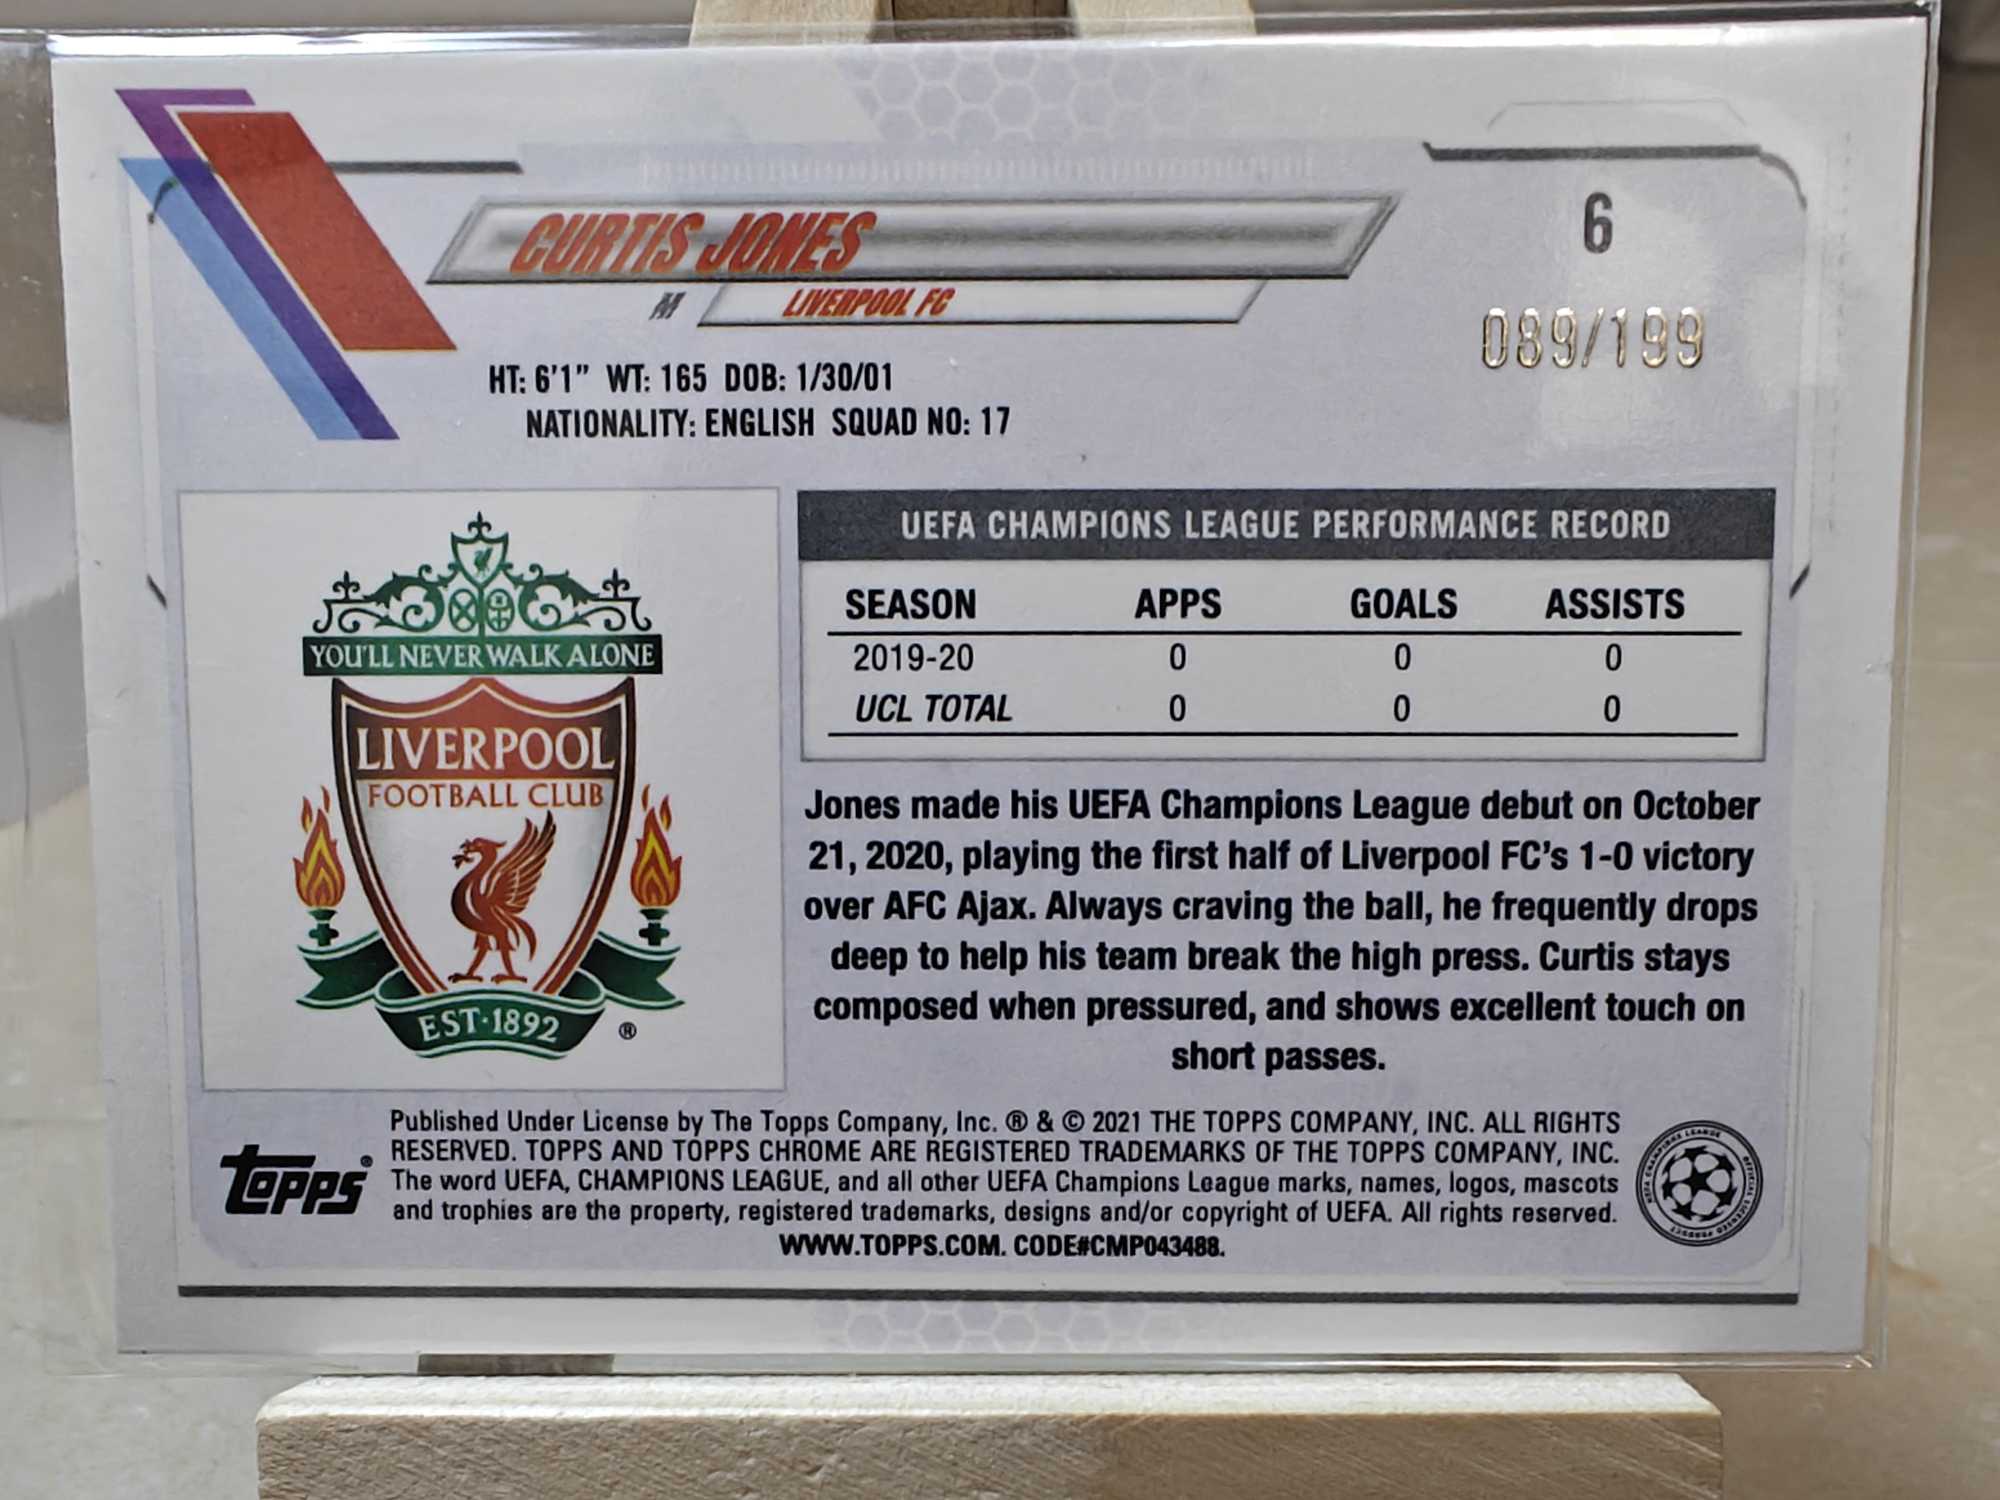 CURTIS JONES
6
M LIVERPOOL FC
089/199
HT: 6'1" WT: 165 DOB: 1/30/01
NATIONALITY: ENGLISH SQUAD NO: 17
YOU'LL NEVER WALK ALONE
LIVERPOOL
FOOTBALL CLUB
EST·1892
®
UEFA CHAMPIONS LEAGUE PERFORMANCE RECORD
SEASON APPS GOALS ASSISTS
2019-20 0 0 0
UCL TOTAL 0 0 0
Jones made his UEFA Champions League debut on October
21, 2020, playing the first half of Liverpool FC's 1-0 victory
over AFC Ajax. Always craving the ball, he frequently drops
deep to help his team break the high press. Curtis stays
composed when pressured, and shows excellent touch on
short passes.
topps®
Published Under License by The Topps Company, Inc. ® & © 2021 THE TOPPS COMPANY, INC. ALL RIGHTS
RESERVED. TOPPS AND TOPPS CHROME ARE REGISTERED TRADEMARKS OF THE TOPPS COMPANY, INC.
The word UEFA, CHAMPIONS LEAGUE, and all other UEFA Champions League marks, names, logos, mascots
and trophies are the property, registered trademarks, designs and/or copyright of UEFA. All rights reserved.
WWW.TOPPS.COM. CODE#CMP043488.
UEFA CHAMPIONS LEAGUE
OFFICIAL LICENSED PRODUCT